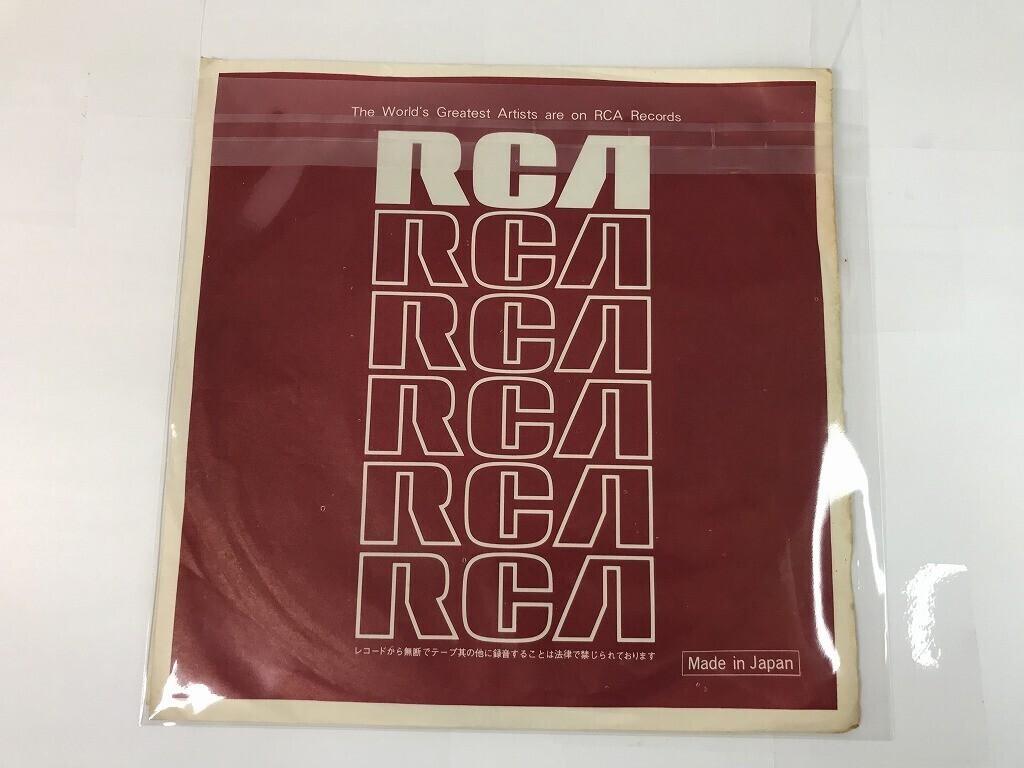 The World's Greatest Artists are on RCA Records
RCA
RCA
RCA
RCA
RCA
RCA
レコードから無断でテープ其の他に録音することは法律で禁じられております
Made in Japan